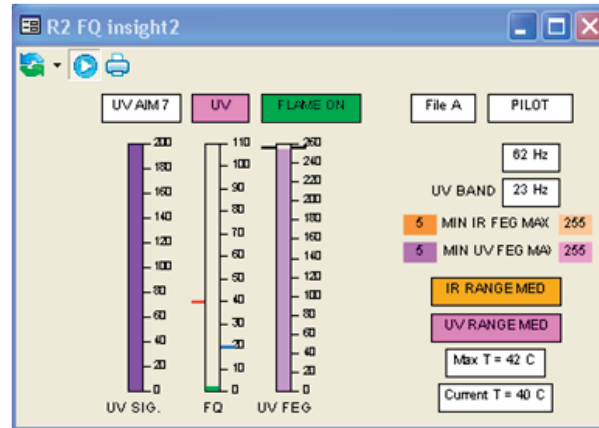 R2 FQ insight2
UV AIM 7 UV FLAME ON File A PILOT
200 110 260
180 100 240
160 90 220
140 80 200
120 70 180
100 60 160
80 50 140
60 40 120
40 30 100
20 20 80
0 10 60
0 40
20
0
UV SIG. FQ UV FEG
62 Hz
UV BAND 23 Hz
5 MIN IR FEG MAX 255
5 MIN UV FEG MA) 255
IR RANGE MED
UV RANGE MED
Max T = 42 C
Current T = 40 C